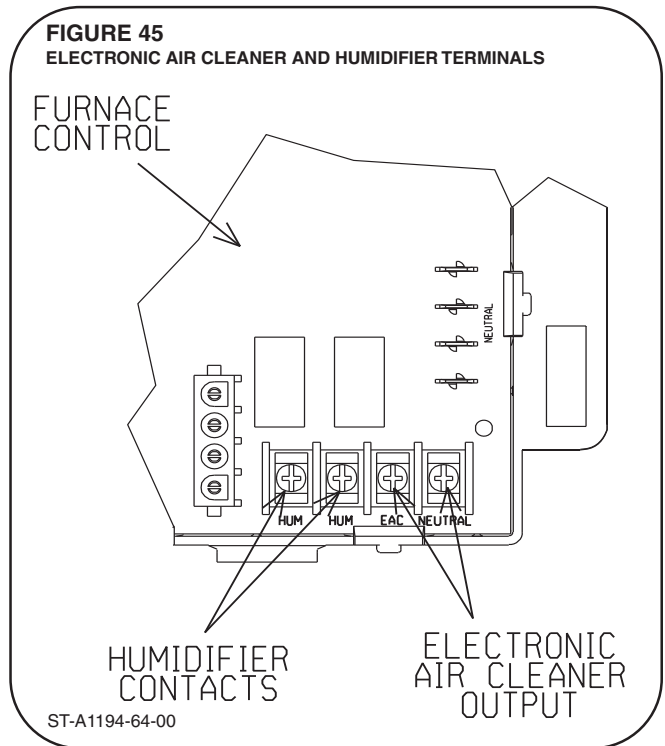 FIGURE 45
ELECTRONIC AIR CLEANER AND HUMIDIFIER TERMINALS
FURNACE
CONTROL
NEUTRAL
HUM HUM EAC NEUTRAL
HUMIDIFIER
CONTACTS
ELECTRONIC
AIR CLEANER
OUTPUT
ST-A1194-64-00